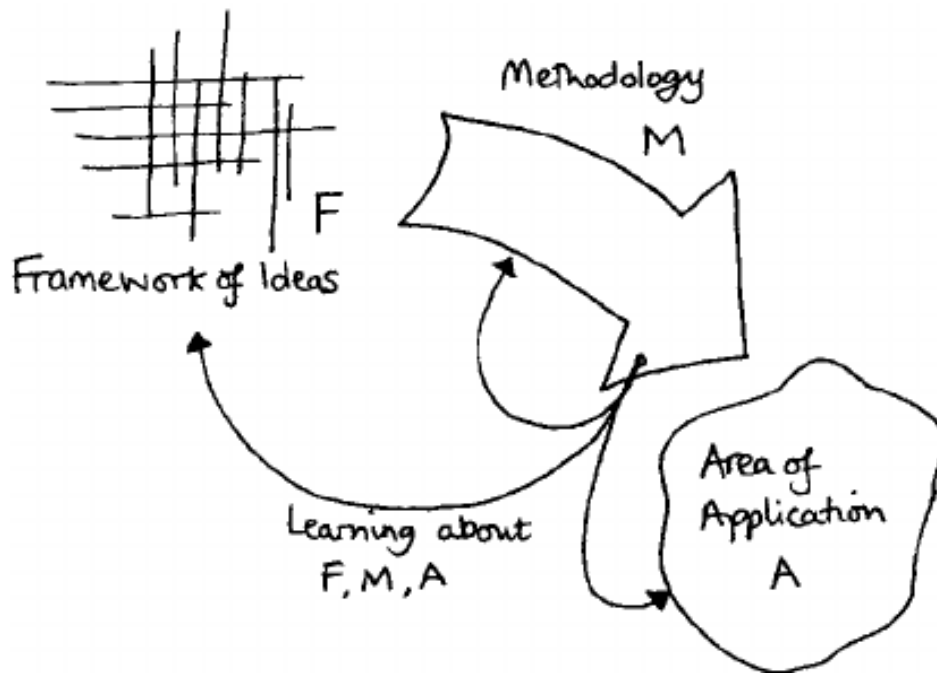 Methodology
M
F
Framework of Ideas
Area of
Application
A
Learning about
F, M, A